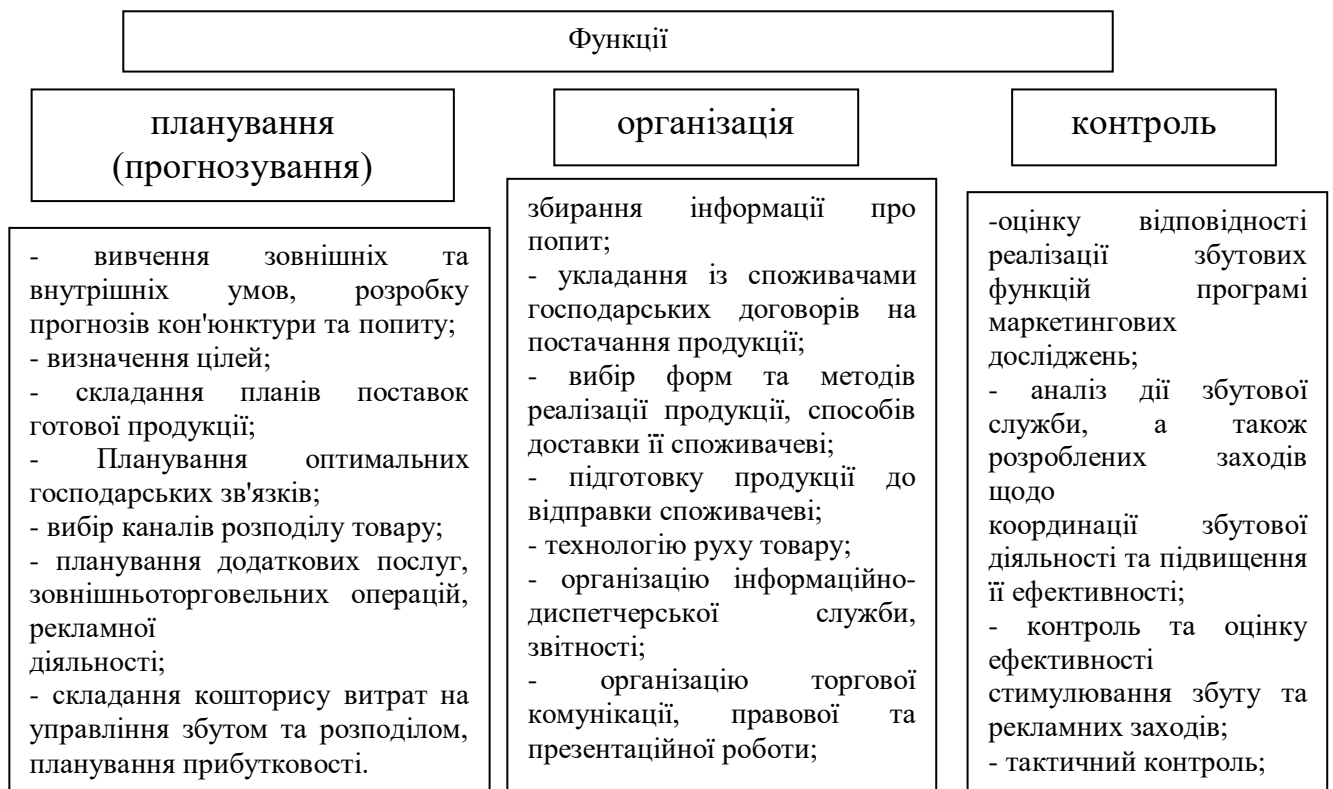 Функції
планування
(прогнозування)
- вивчення зовнішніх та
внутрішніх умов, розробку
прогнозів кон'юнктури та попиту;
- визначення цілей;
- складання планів поставок
готової продукції;
- Планування оптимальних
господарських зв'язків;
- вибір каналів розподілу товару;
- планування додаткових послуг,
зовнішньоторговельних операцій,
рекламної
діяльності;
- складання кошторису витрат на
управління збутом та розподілом,
планування прибутковості.
організація
збирання інформації про
попит;
- укладання із споживачами
господарських договорів на
постачання продукції;
- вибір форм та методів
реалізації продукції, способів
доставки її споживачеві;
- підготовку продукції до
відправки споживачеві;
- технологію руху товару;
- організацію інформаційно-
диспетчерської служби,
звітності;
- організацію торгової
комунікації, правової та
презентаційної роботи;
контроль
-оцінку відповідності
реалізації збутових
функцій програмі
маркетингових
досліджень;
- аналіз дії збутової
служби, а також
розроблених заходів
щодо
координації збутової
діяльності та підвищення
її ефективності;
- контроль та оцінку
ефективності
стимулювання збуту та
рекламних заходів;
- тактичний контроль;